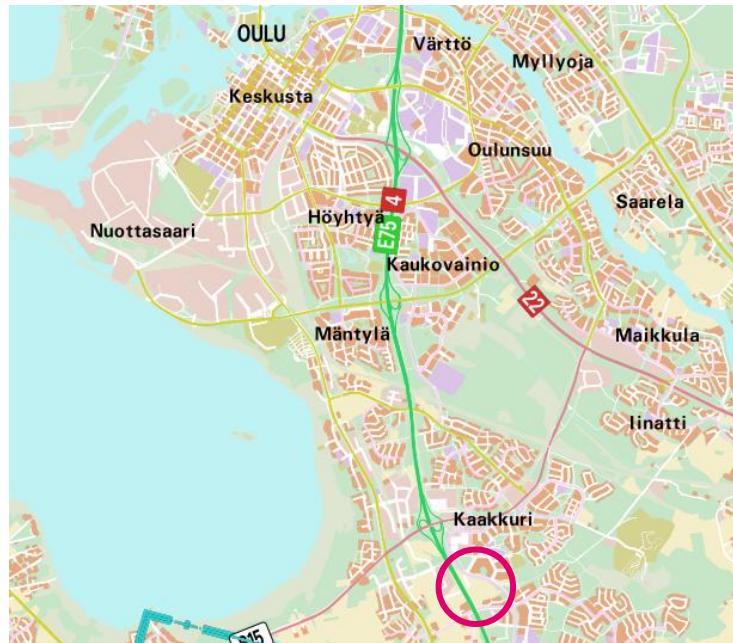 OULU
Värttö
Myllyoja
Keskusta
Oulunsuu
4
Saarela
Höyhtyä
Nuottasaari
E75
Kaukovainio
22
Mäntylä
Maikkula
Iinatti
Kaakkuri